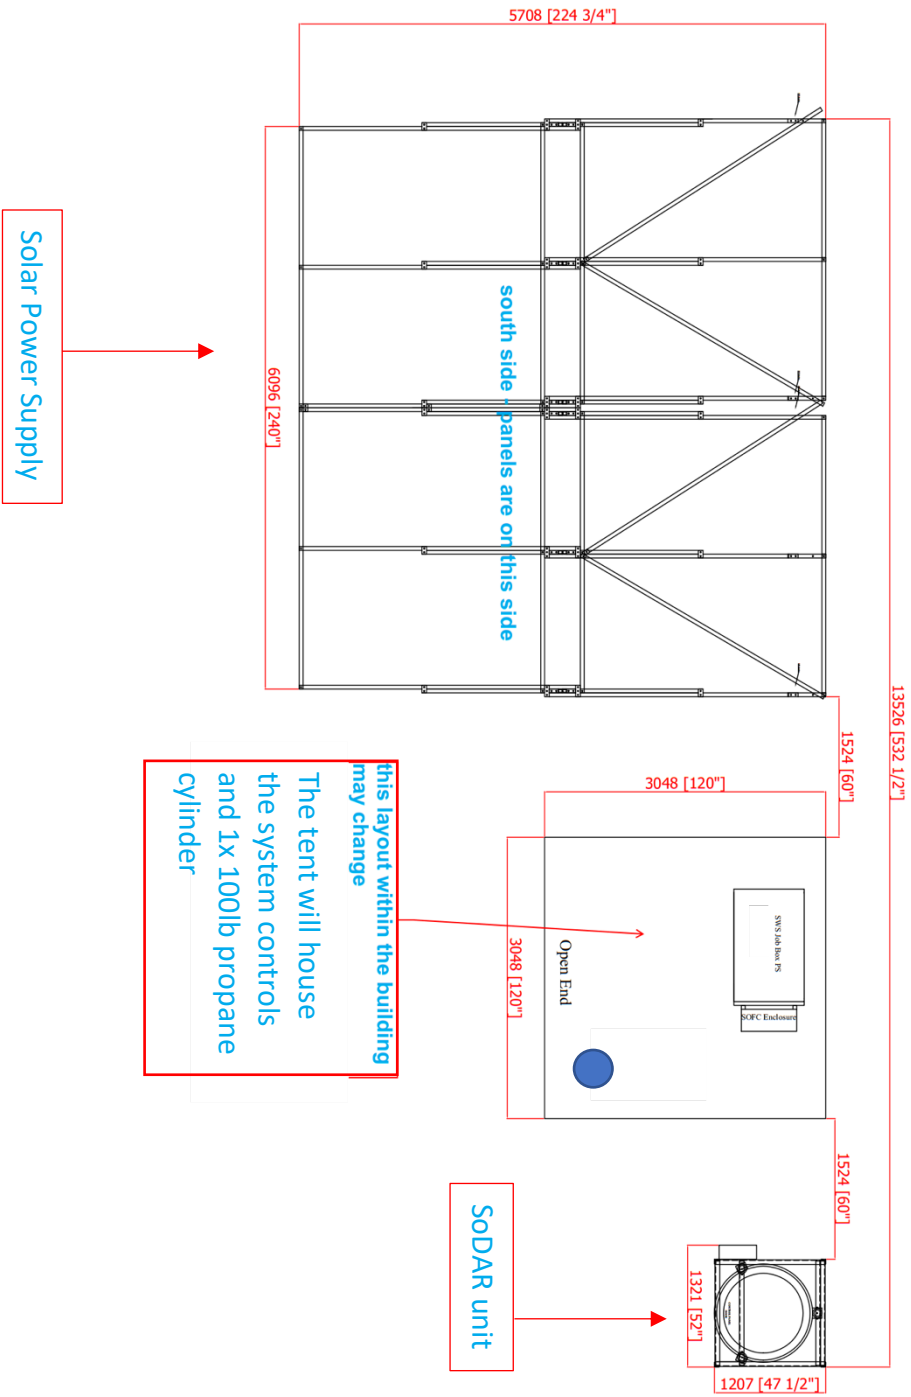 5708 [224 3/4"]
13526 [532 1/2"]
6096 [240"]
south side - panels are on this side
Solar Power Supply
1524 [60"]
3048 [120"]
3048 [120"]
SWS Job Box PS
SOFC Enclosure
Open End
this layout within the building
may change
The tent will house
the system controls
and 1x 100lb propane
cylinder
1524 [60"]
SoDAR unit
1321 [52"]
1207 [47 1/2"]